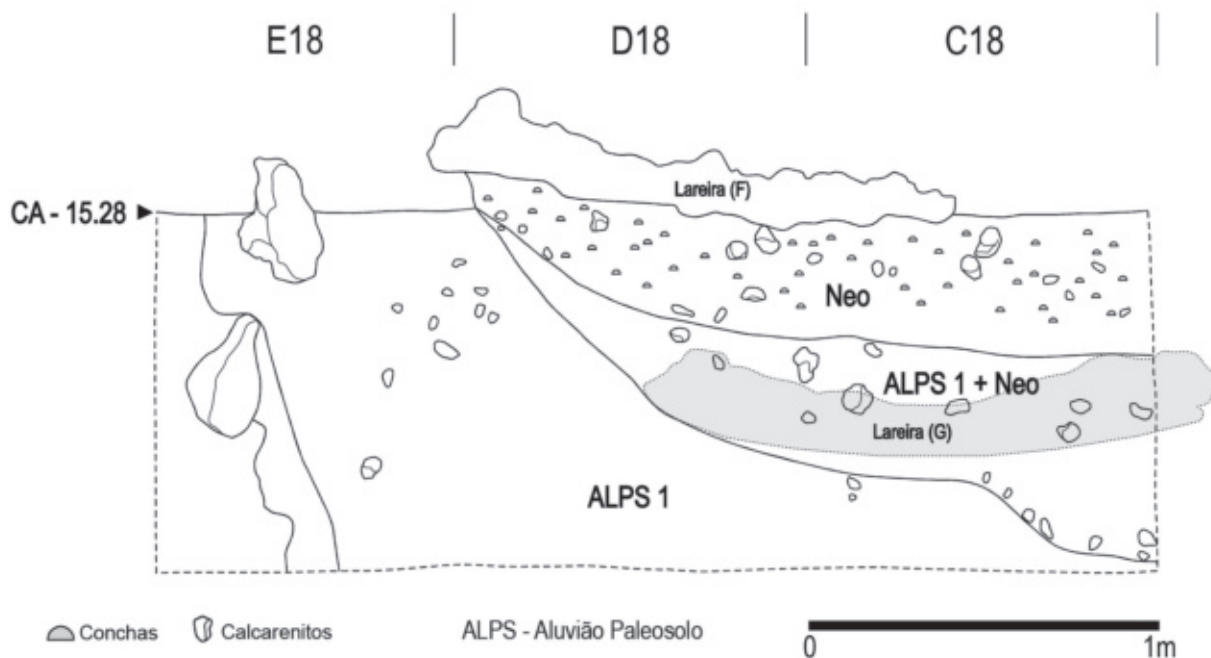 E18 D18 C18
Lareira (F)
CA - 15.28
Neo
ALPS 1 + Neo
Lareira (G)
ALPS 1
Conchas Calcarenitos ALPS - Aluvião Paleosolo
0 1m